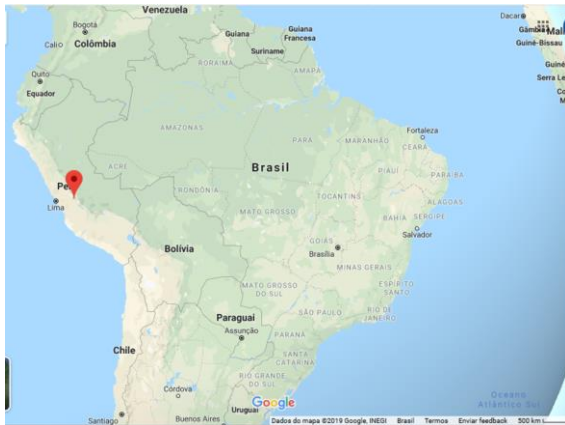 Venezuela
Bogotá
Colômbia
Calio
Guiana
Guiana
Francesa
Suriname
Dacar
Gâmbia
Mali
Guiné-Bissau
Guiné
Serra Le
RORAIMA
AMAPÁ
Quito
Equador
AMAZONAS
PARÁ
MARANHÃO
Fortaleza
CEARÁ
PIAUÍ
PARAÍBA
ACRE
Brasil
Pe
Lima
RONDÔNIA
TOCANTINS
ALAGOAS
MATO GROSSO
BAHIA
SERGIPE
Salvador
Bolívia
GOIÁS
Brasília
MINAS GERAIS
MATO GROSSO
DO SUL
ESPÍRITO
SANTO
SÃO PAULO
RIO DE
JANEIRO
Paraguai
Assunção
PARANÁ
Chile
SANTA
CATARINA
RIO GRANDE
DO SUL
Córdova
Santiago
Buenos Aires
Uruguai
Google
Oceano
Atlântico Sul
Dados do mapa ©2019 Google, INEGI Brasil Termos Enviar feedback 500 km